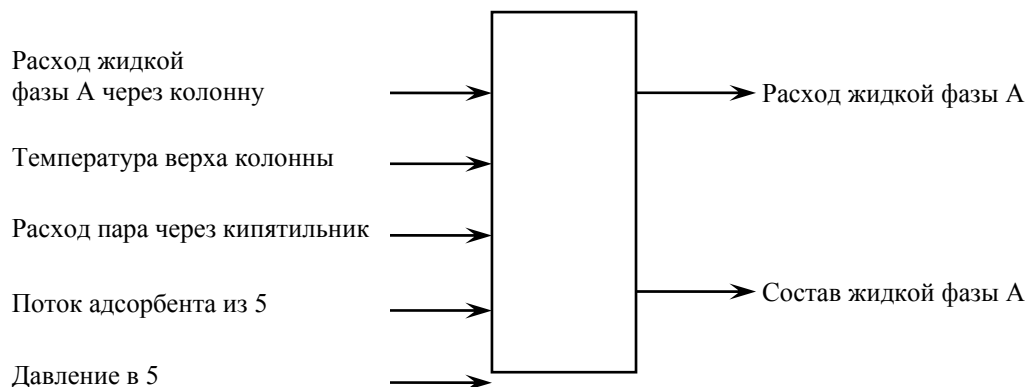 Расход жидкой
фазы А через колонну
Расход жидкой фазы А
Температура верха колонны
Расход пара через кипятильник
Поток адсорбента из 5
Состав жидкой фазы А
Давление в 5